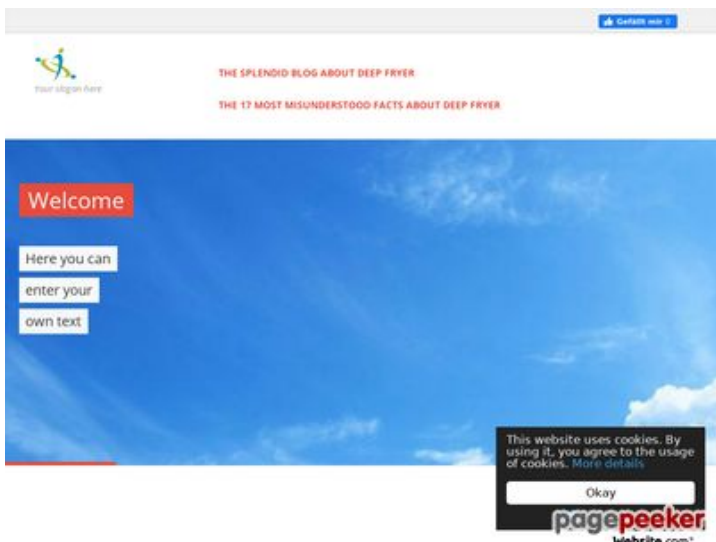 Gefällt mir 0
Your slogan here
THE SPLENDID BLOG ABOUT DEEP FRYER
THE 17 MOST MISUNDERSTOOD FACTS ABOUT DEEP FRYER
Welcome
Here you can
enter your
own text
This website uses cookies. By
using it, you agree to the usage
of cookies. More details
Okay
pagepeeker
Website.com